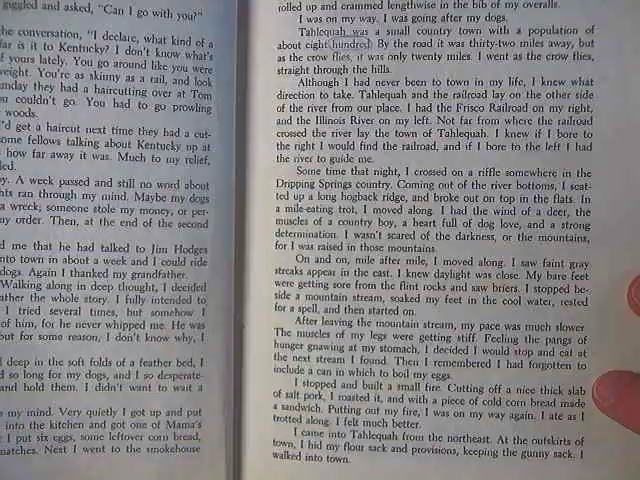 giggled and asked, "Can I go with you?"
the conversation, "I declare, what kind of a
far is it to Kentucky? I don't know what's
f yours lately. You go around like you were
weight. You're as skinny as a rail, and look
unday they had a haircutting over at Tom
ou couldn't go. You had to go prowling
woods.
'd get a haircut next time they had a cut-
ome fellows talking about Kentucky up at
how far away it was. Much to my relief,
ed.
y. A week passed and still no word about
hts ran through my mind. Maybe my dogs
a wreck; someone stole my money, or per-
my order. Then, at the end of the second
d me that he had talked to Jim Hodges
nto town in about a week and I could ride
dogs. Again I thanked my grandfather.
Walking along in deep thought, I decided
ather the whole story. I fully intended to
I tried several times, but somehow I
of him, for he never whipped me. He was
but for some reason, I don't know why, I
l deep in the soft folds of a feather bed, I
d so long for my dogs, and I so desperate-
and hold them. I didn't want to wait a
s my mind. Very quietly I got up and put
into the kitchen and got one of Mama's
I put six eggs, some leftover corn bread,
matches. Next I went to the smokehouse
rolled up and crammed lengthwise in the bib of my overalls.
I was on my way. I was going after my dogs.
Tahlequah was a small country town with a population of
about eight hundred. By the road it was thirty-two miles away, but
as the crow flies, it was only twenty miles. I went as the crow flies,
straight through the hills.
Although I had never been to town in my life, I knew what
direction to take. Tahlequah and the railroad lay on the other side
of the river from our place. I had the Frisco Railroad on my right,
and the Illinois River on my left. Not far from where the railroad
crossed the river lay the town of Tahlequah. I knew if I bore to
the right I would find the railroad, and if I bore to the left I had
the river to guide me.
Some time that night, I crossed on a riffle somewhere in the
Dripping Springs country. Coming out of the river bottoms, I scat-
ted up a long hogback ridge, and broke out on top in the flats. In
a mile-eating trot, I moved along. I had the wind of a deer, the
muscles of a country boy, a heart full of dog love, and a strong
determination. I wasn't scared of the darkness, or the mountains,
for I was raised in those mountains.
On and on, mile after mile, I moved along. I saw faint gray
streaks appear in the east. I knew daylight was close. My bare feet
were getting sore from the flint rocks and saw briers. I stopped be-
side a mountain stream, soaked my feet in the cool water, rested
for a spell, and then started on.
After leaving the mountain stream, my pace was much slower.
The muscles of my legs were getting stiff. Feeling the pangs of
hunger gnawing at my stomach, I decided I would stop and eat at
the next stream I found. Then I remembered I had forgotten to
include a can in which to boil my eggs.
I stopped and built a small fire. Cutting off a nice thick slab
of salt pork, I roasted it, and with a piece of cold corn bread made
a sandwich. Putting out my fire, I was on my way again. I ate as I
trotted along. I felt much better.
I came into Tahlequah from the northeast. At the outskirts of
town, I hid my flour sack and provisions, keeping the gunny sack. I
walked into town.